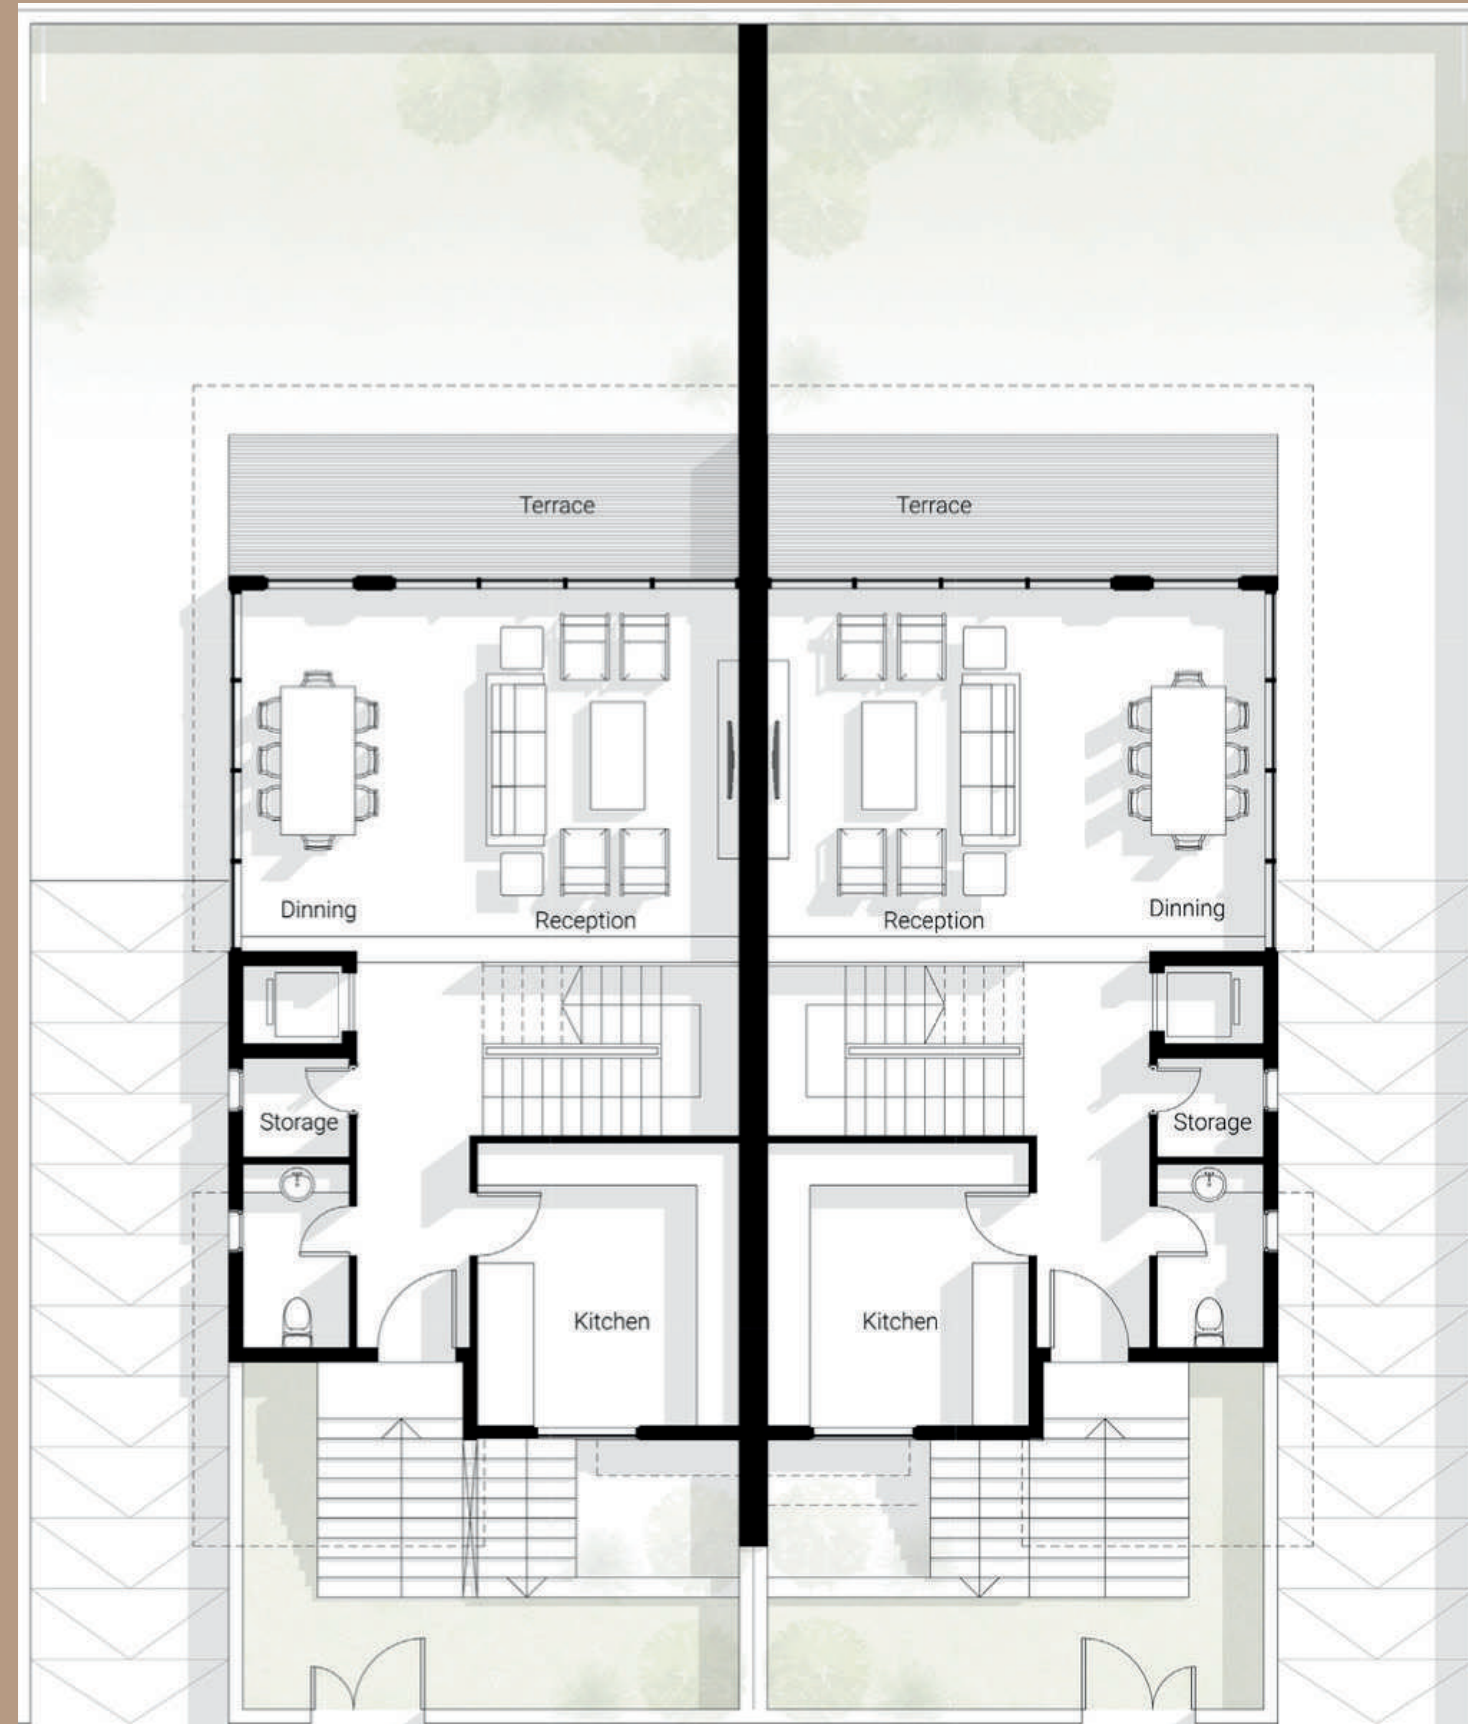 Terrace
Terrace
Dinning
Reception
Reception
Dinning
Storage
Storage
Kitchen
Kitchen